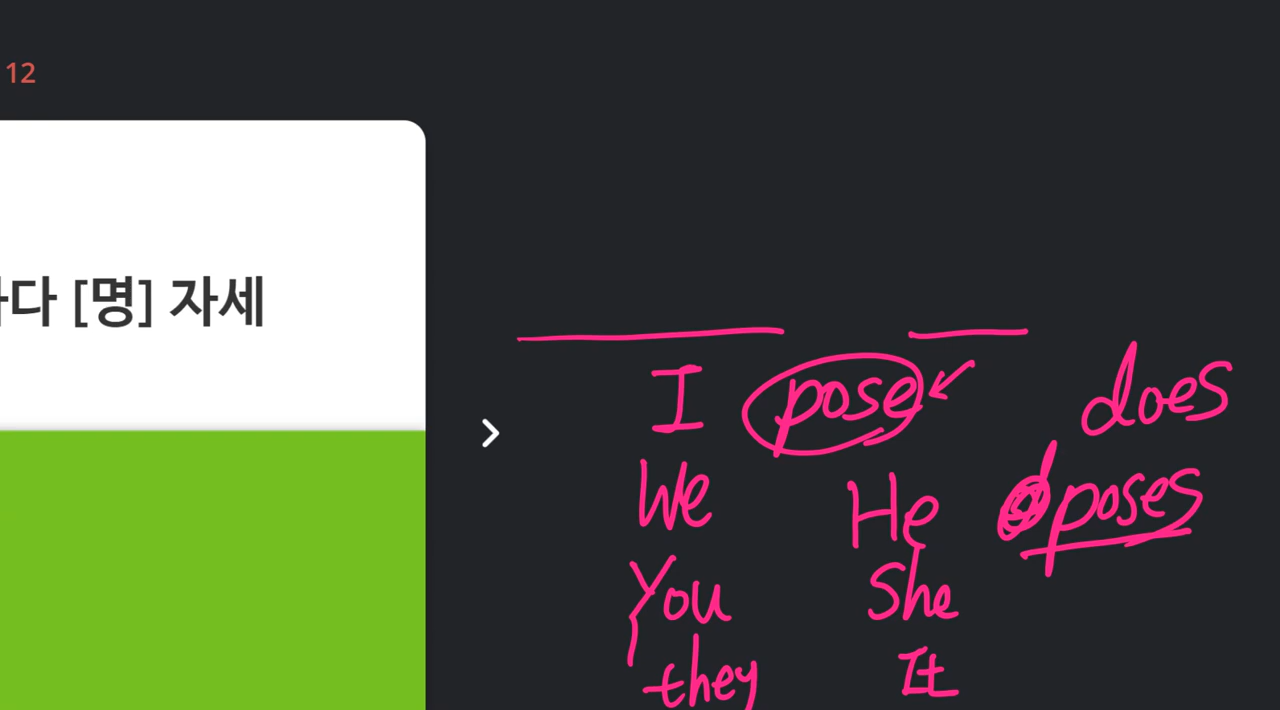 12
다 [명] 자세
I pose does
We He poses
You She
they It